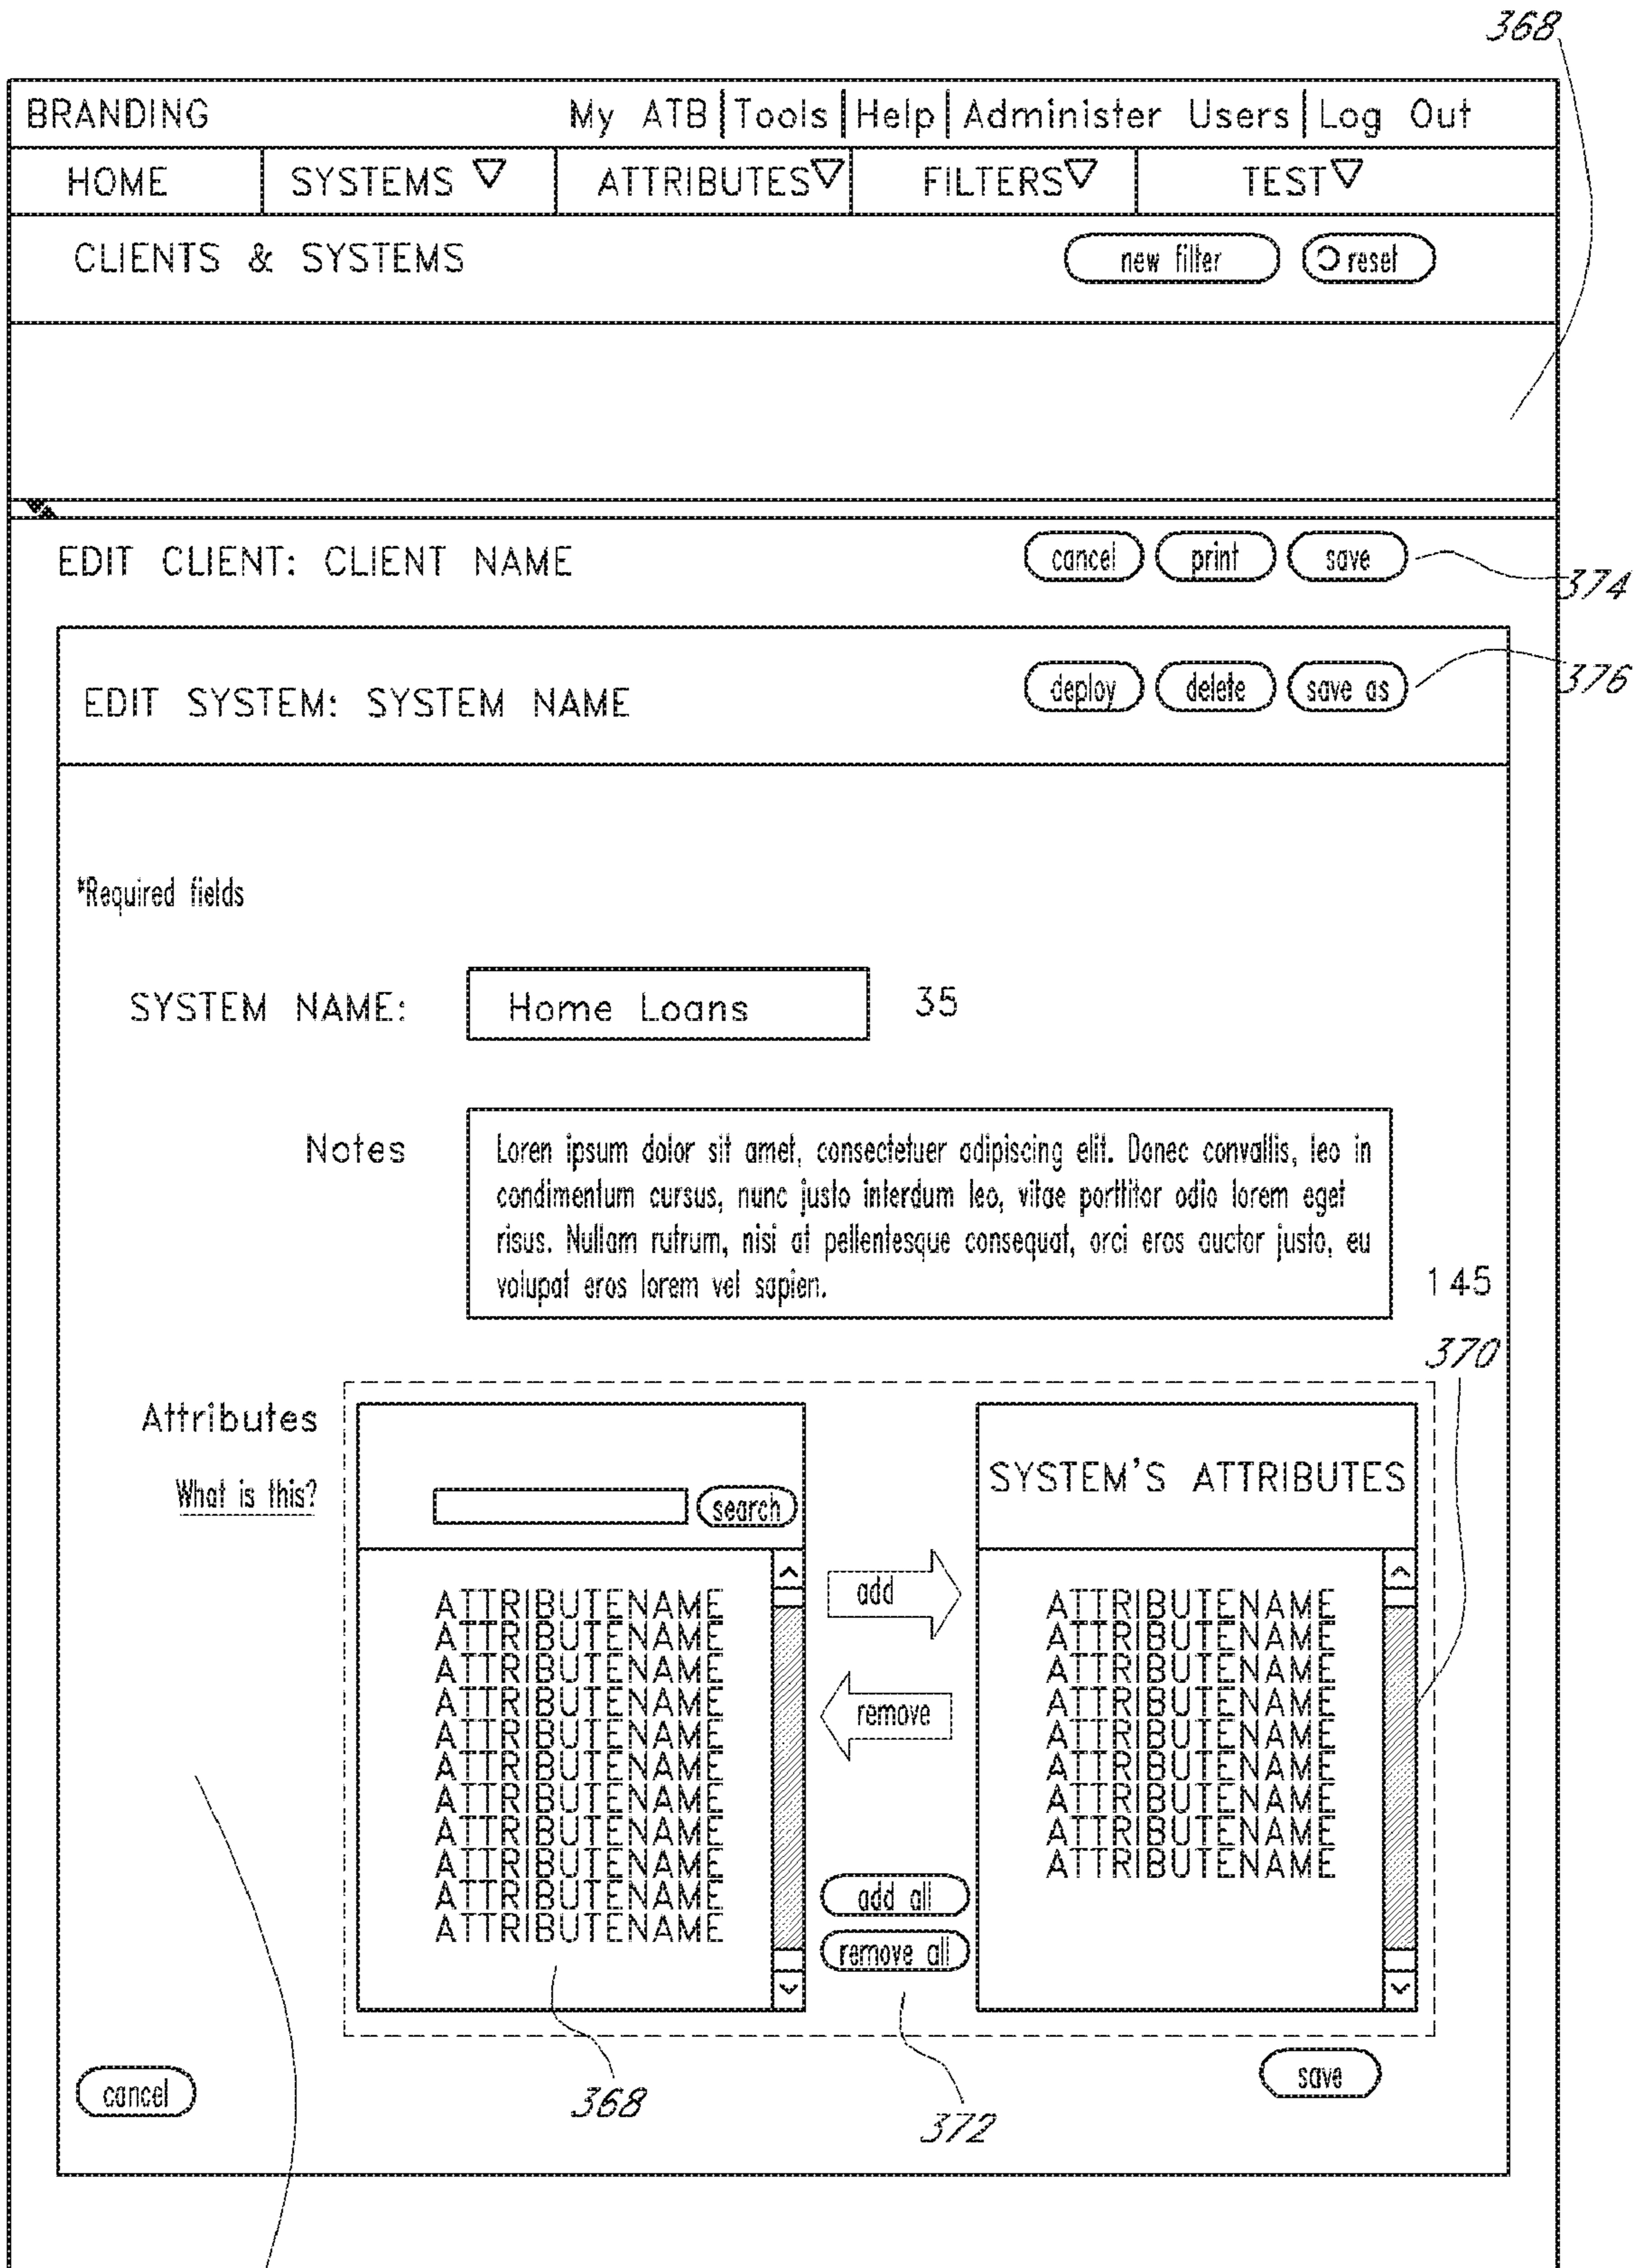 368
BRANDING My ATB | Tools | Help | Administer Users | Log Out
HOME SYSTEMS ATTRIBUTES FILTERS TEST
CLIENTS & SYSTEMS new filter reset
EDIT CLIENT: CLIENT NAME cancel print save
374
EDIT SYSTEM: SYSTEM NAME deploy delete save as
376
*Required fields
SYSTEM NAME: Home Loans 35
Notes
Loren ipsum dolor sit amet, consectetuer adipiscing elit. Donec convallis, leo in
condimentum cursus, nunc justo interdum leo, vitae porttitor odio lorem eget
risus. Nullam rutrum, nisi at pellentesque consequat, orci eros auctor justo, eu
volupat eros lorem vel sapien.
145
370
Attributes
What is this?
search
SYSTEM'S ATTRIBUTES
ATTRIBUTENAME
ATTRIBUTENAME
ATTRIBUTENAME
ATTRIBUTENAME
ATTRIBUTENAME
ATTRIBUTENAME
ATTRIBUTENAME
ATTRIBUTENAME
ATTRIBUTENAME
ATTRIBUTENAME
ATTRIBUTENAME
add
remove
add all
remove all
ATTRIBUTENAME
ATTRIBUTENAME
ATTRIBUTENAME
ATTRIBUTENAME
ATTRIBUTENAME
ATTRIBUTENAME
ATTRIBUTENAME
ATTRIBUTENAME
ATTRIBUTENAME
cancel
368
372
save